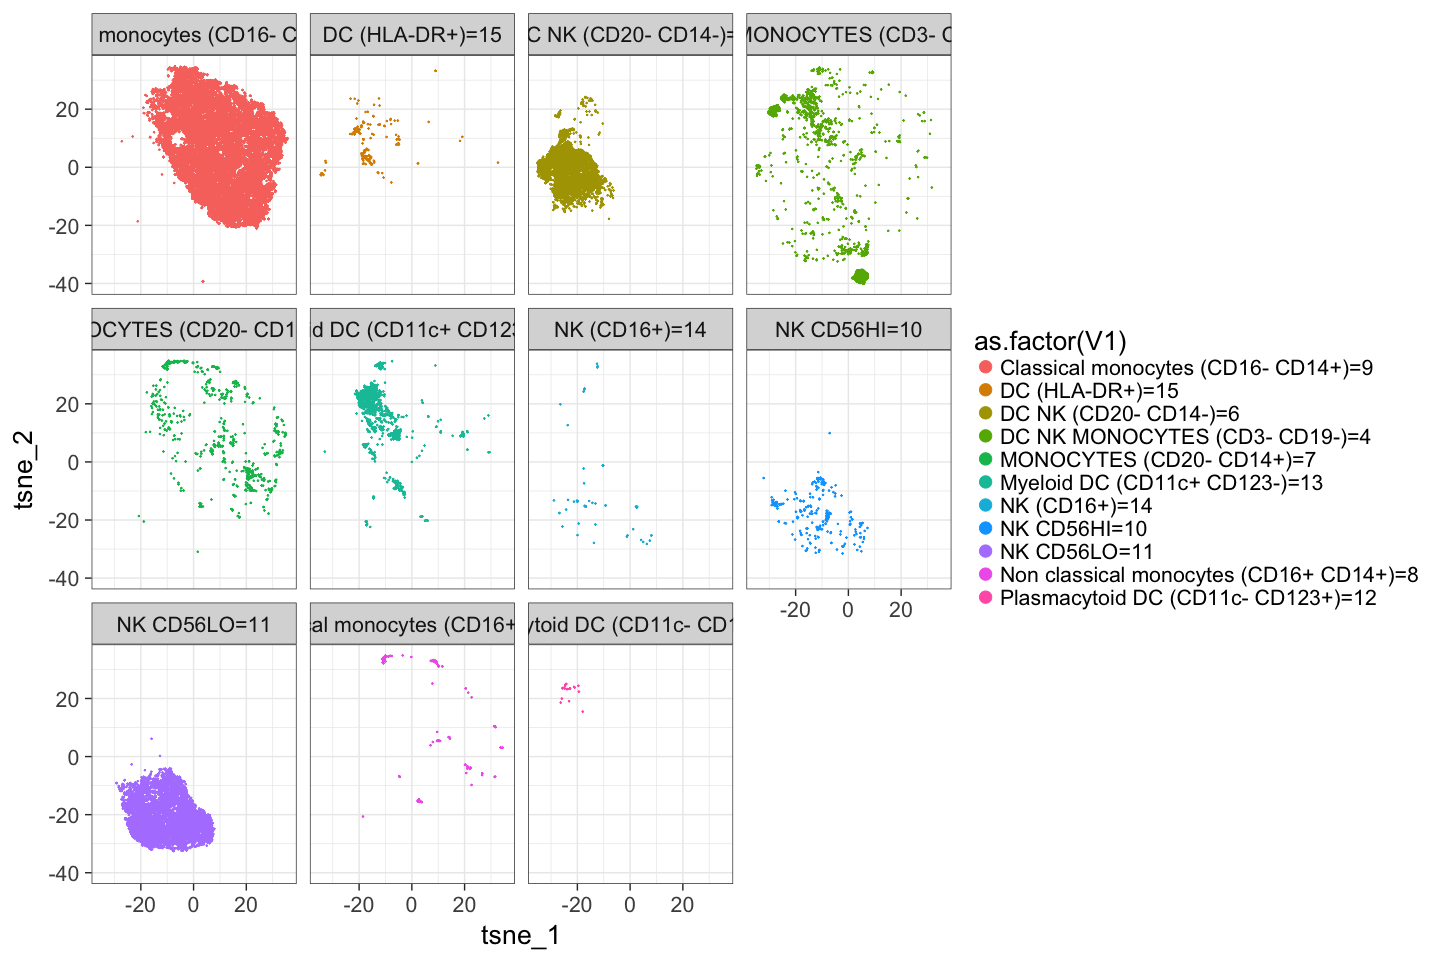 monocytes (CD16- C
DC (HLA-DR+)=15
C NK (CD20- CD14-)=
MONOCYTES (CD3- C
20
0
-20
-40
OCYTES (CD20- CD1
d DC (CD11c+ CD123
NK (CD16+)=14
NK CD56HI=10
20
0
-20
-40
-20 0 20
NK CD56LO=11
al monocytes (CD16+
ytoid DC (CD11c- CD1
20
0
-20
-40
-20 0 20
-20 0 20
-20 0 20
tsne_1
tsne_2
as.factor(V1)
Classical monocytes (CD16- CD14+)=9
DC (HLA-DR+)=15
DC NK (CD20- CD14-)=6
DC NK MONOCYTES (CD3- CD19-)=4
MONOCYTES (CD20- CD14+)=7
Myeloid DC (CD11c+ CD123-)=13
NK (CD16+)=14
NK CD56HI=10
NK CD56LO=11
Non classical monocytes (CD16+ CD14+)=8
Plasmacytoid DC (CD11c- CD123+)=12